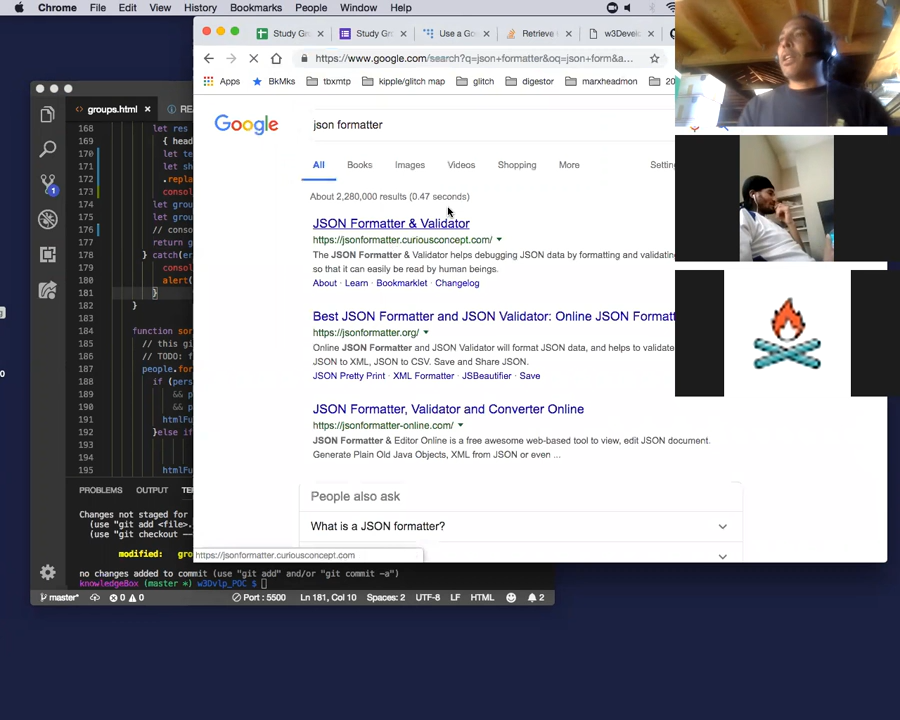 Chrome File Edit View History Bookmarks People Window Help
Study Gr
Study Gr
Use a Go
Retrieve
w3Devel
https://www.google.com/search?q=json+formatter&oq=json+form&a...
Apps BkMks tbxmtp kipple/glitch map glitch digestor marxheadmon 20
Google
json formatter
All Books Images Videos Shopping More Settin
About 2,280,000 results (0.47 seconds)
JSON Formatter & Validator
https://jsonformatter.curiousconcept.com/
The JSON Formatter & Validator helps debugging JSON data by formatting and validatin
so that it can easily be read by human beings.
About · Learn · Bookmarklet · Changelog
Best JSON Formatter and JSON Validator: Online JSON Formatt
https://jsonformatter.org/
Online JSON Formatter and JSON Validator will format JSON data, and helps to validate
JSON to XML, JSON to CSV. Save and Share JSON.
JSON Pretty Print · XML Formatter · JSBeautifier · Save
JSON Formatter, Validator and Converter Online
https://jsonformatter-online.com/
JSON Formatter & Editor Online is a free awesome web-based tool to view, edit JSON document.
Generate Plain Old Java Objects, XML from JSON or even ...
People also ask
What is a JSON formatter?
https://jsonformatter.curiousconcept.com
groups.html
RE
168 let res
169 { head
170 let te
171 let sh
172 .repla
173 consol
174 let grou
175 let grou
176 // conso
177 return g
178 } catch(er
179 consol
180 alert(
181 }
182 }
183
184 function sor
185 // this gi
186 // TODO: f
187 people.for
188 if (pers
189 && p
190 && p
191 htmlFu
192 }else if
193
194
195 htmlF
PROBLEMS OUTPUT TE
Changes not staged for
(use "git add <file>.
(use "git checkout --
modified: gro
no changes added to commit (use "git add" and/or "git commit -a")
knowledgeBox (master *) w3Dvlp_POC $
master* 0 0 Port : 5500 Ln 181, Col 10 Spaces: 2 UTF-8 LF HTML 2